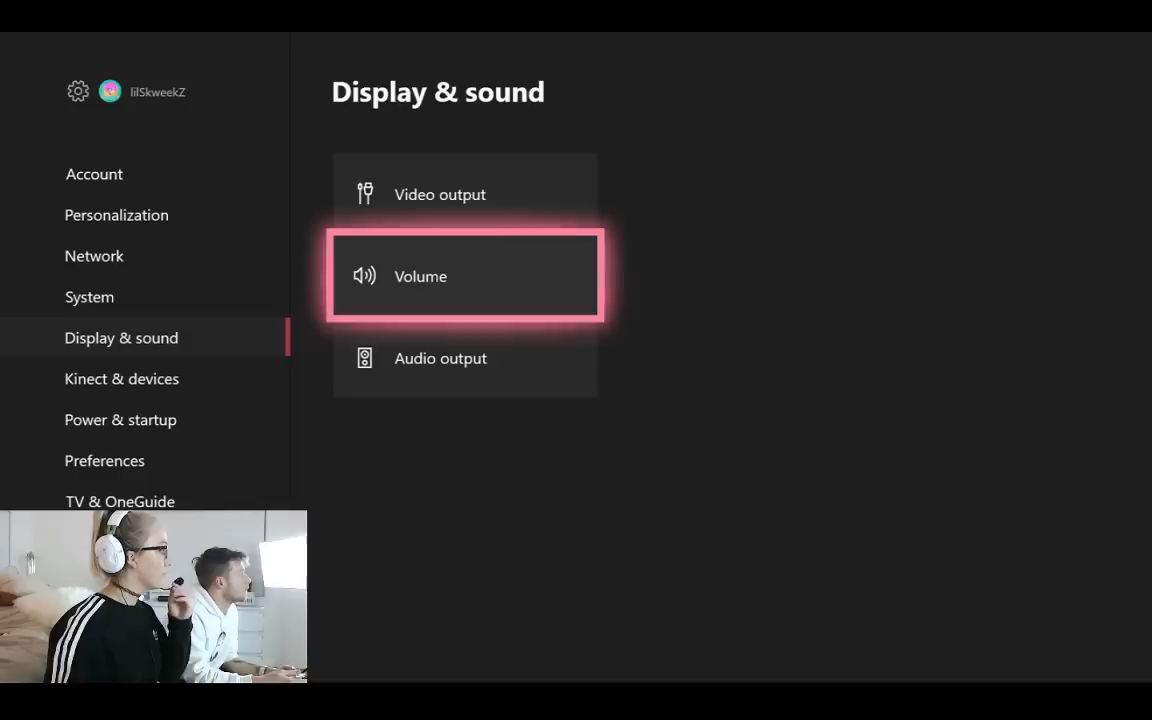 lilSkweekZ
Account
Personalization
Network
System
Display & sound
Kinect & devices
Power & startup
Preferences
TV & OneGuide
Display & sound
Video output
Volume
Audio output